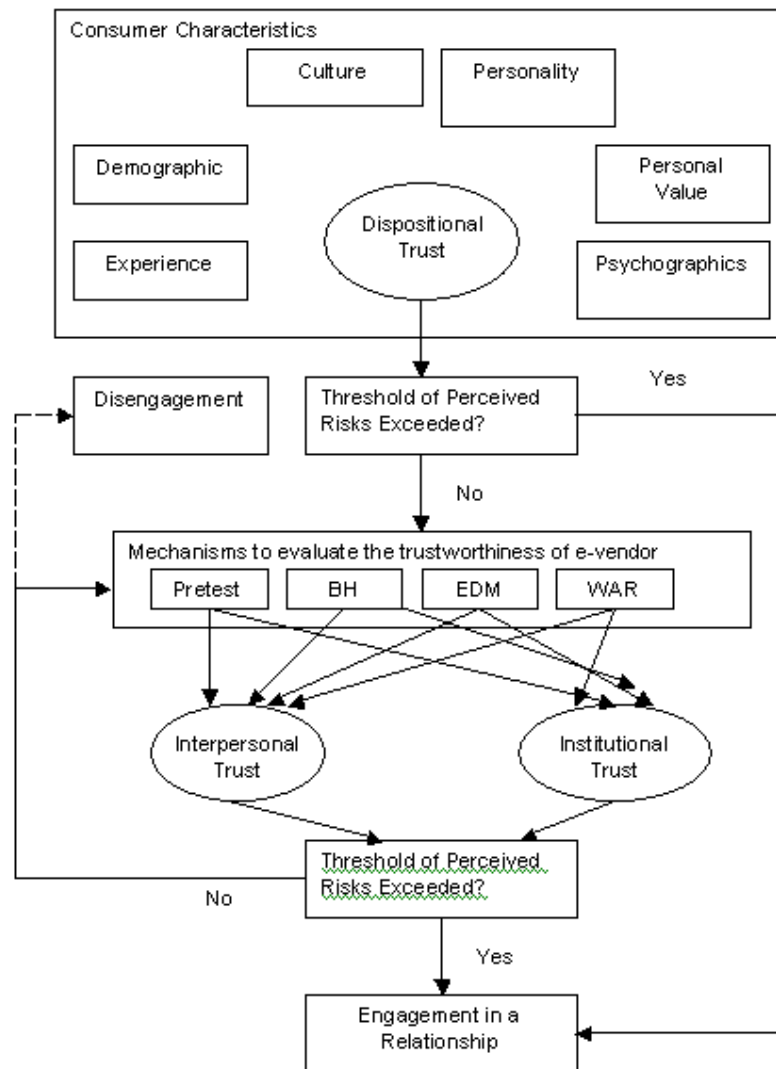 Consumer Characteristics
Culture
Personality
Demographic
Personal
Value
Dispositional
Trust
Experience
Psychographics
Yes
Disengagement
Threshold of Perceived
Risks Exceeded?
No
Mechanisms to evaluate the trustworthiness of e-vendor
Pretest
BH
EDM
WAR
Interpersonal
Trust
Institutional
Trust
Threshold of Perceived
Risks Exceeded?
No
Yes
Engagement in a
Relationship